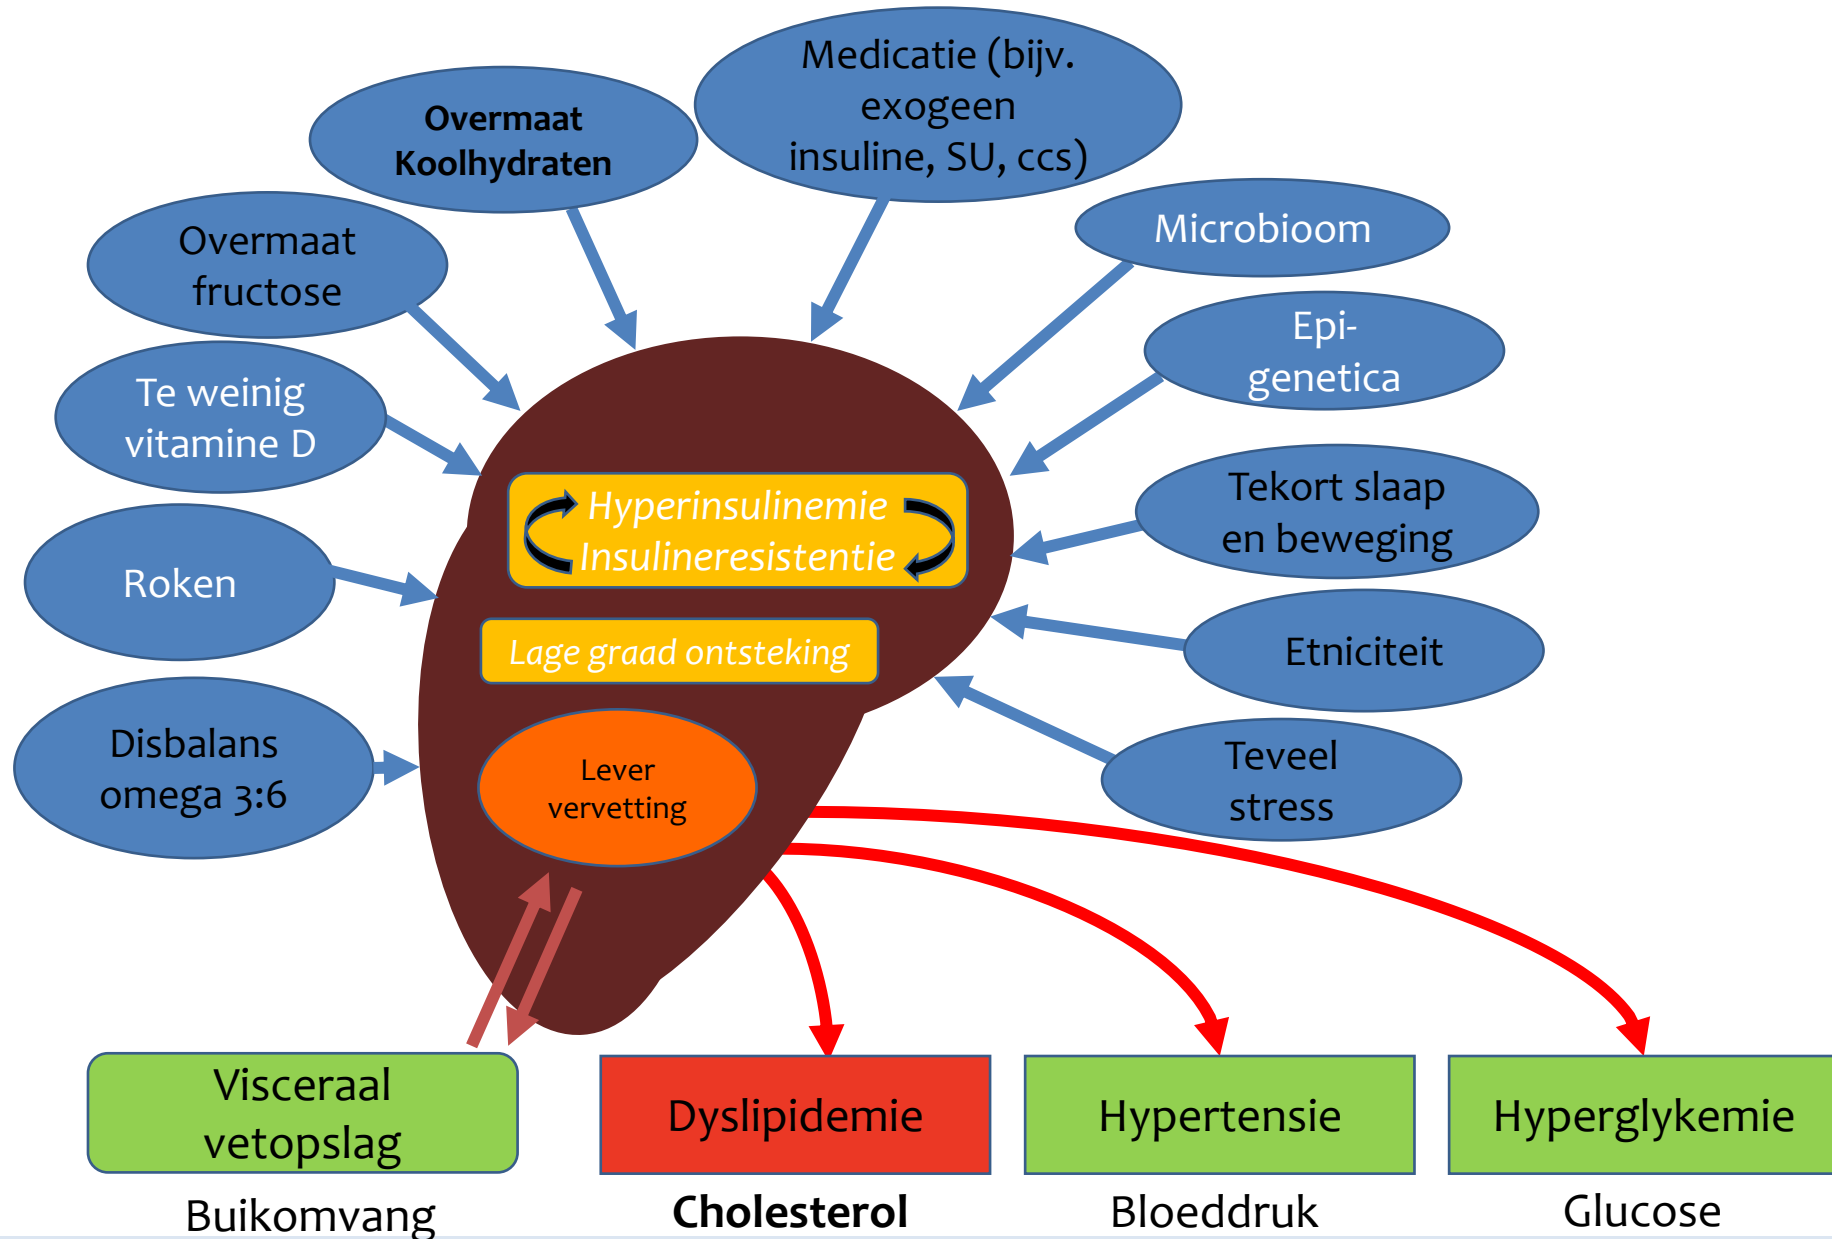 Medicatie (bijv.
exogeen
insuline, SU, ccs)
Overmaat
Koolhydraten
Overmaat
fructose
Microbioom
Te weinig
vitamine D
Epi-
genetica
Roken
Tekort slaap
en beweging
Disbalans
omega 3:6
Etniciteit
Teveel
stress
Hyperinsulinemie
Insulineresistentie
Lage graad ontsteking
Lever
vervetting
Visceraal
vetopslag
Dyslipidemie
Hypertensie
Hyperglykemie
Buikomvang
Cholesterol
Bloeddruk
Glucose